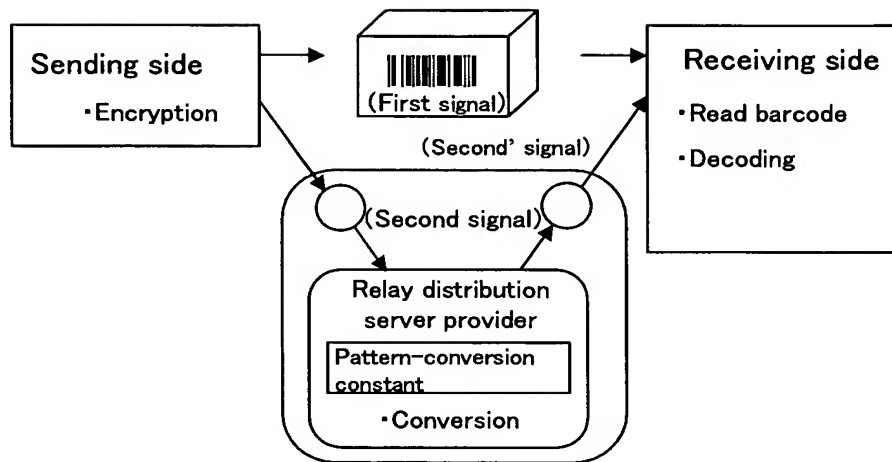 Sending side
・Encryption
(First signal)
Receiving side
・Read barcode
・Decoding
(Second' signal)
(Second signal)
Relay distribution
server provider
Pattern-conversion
constant
・Conversion